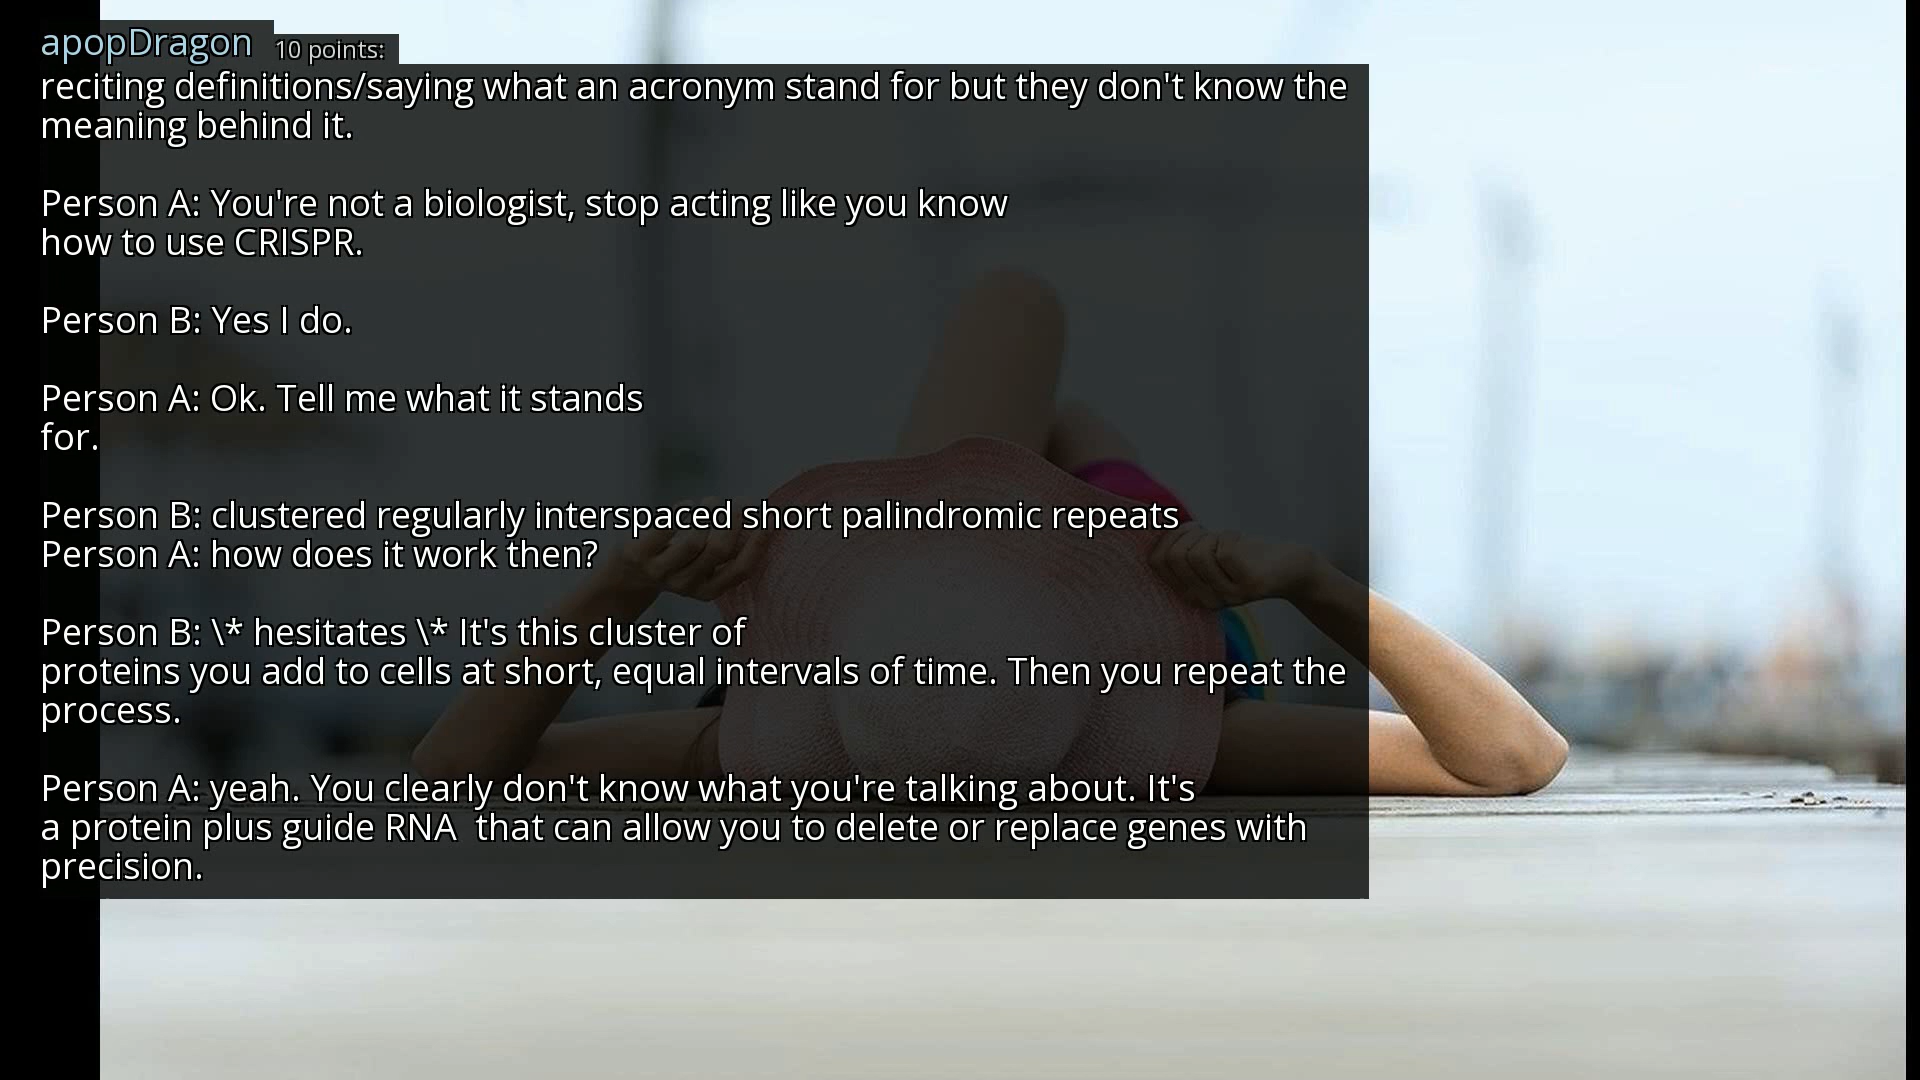 apopDragon 10 points:
reciting definitions/saying what an acronym stand for but they don't know the
meaning behind it.
Person A: You're not a biologist, stop acting like you know
how to use CRISPR.
Person B: Yes I do.
Person A: Ok. Tell me what it stands
for.
Person B: clustered regularly interspaced short palindromic repeats
Person A: how does it work then?
Person B: \* hesitates \* It's this cluster of
proteins you add to cells at short, equal intervals of time. Then you repeat the
process.
Person A: yeah. You clearly don't know what you're talking about. It's
a protein plus guide RNA  that can allow you to delete or replace genes with
precision.